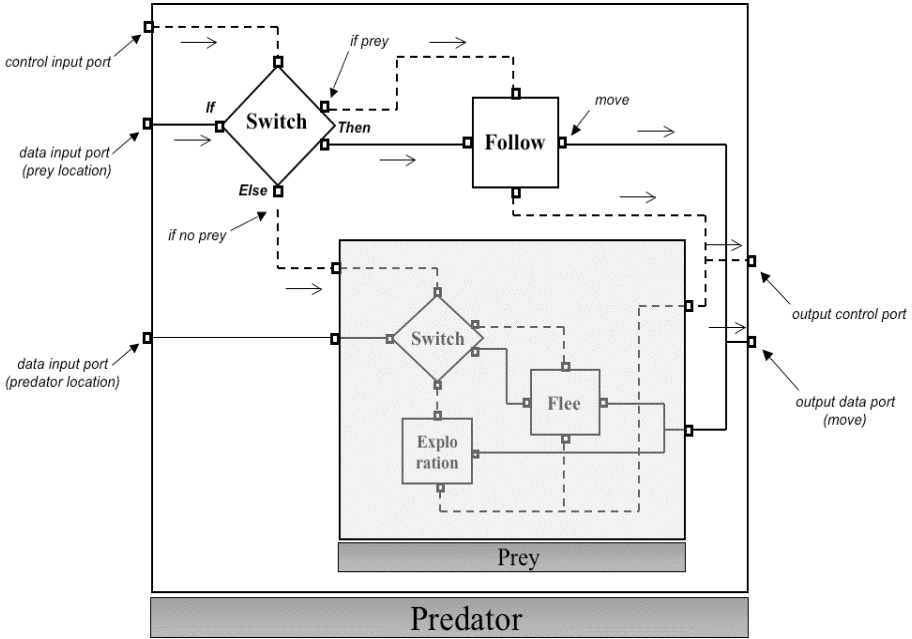 control input port
if prey
If
Switch
Then
move
Follow
data input port
(prey location)
Else
if no prey
output control port
Switch
data input port
(predator location)
Flee
output data port
(move)
Explo
ration
Prey
Predator